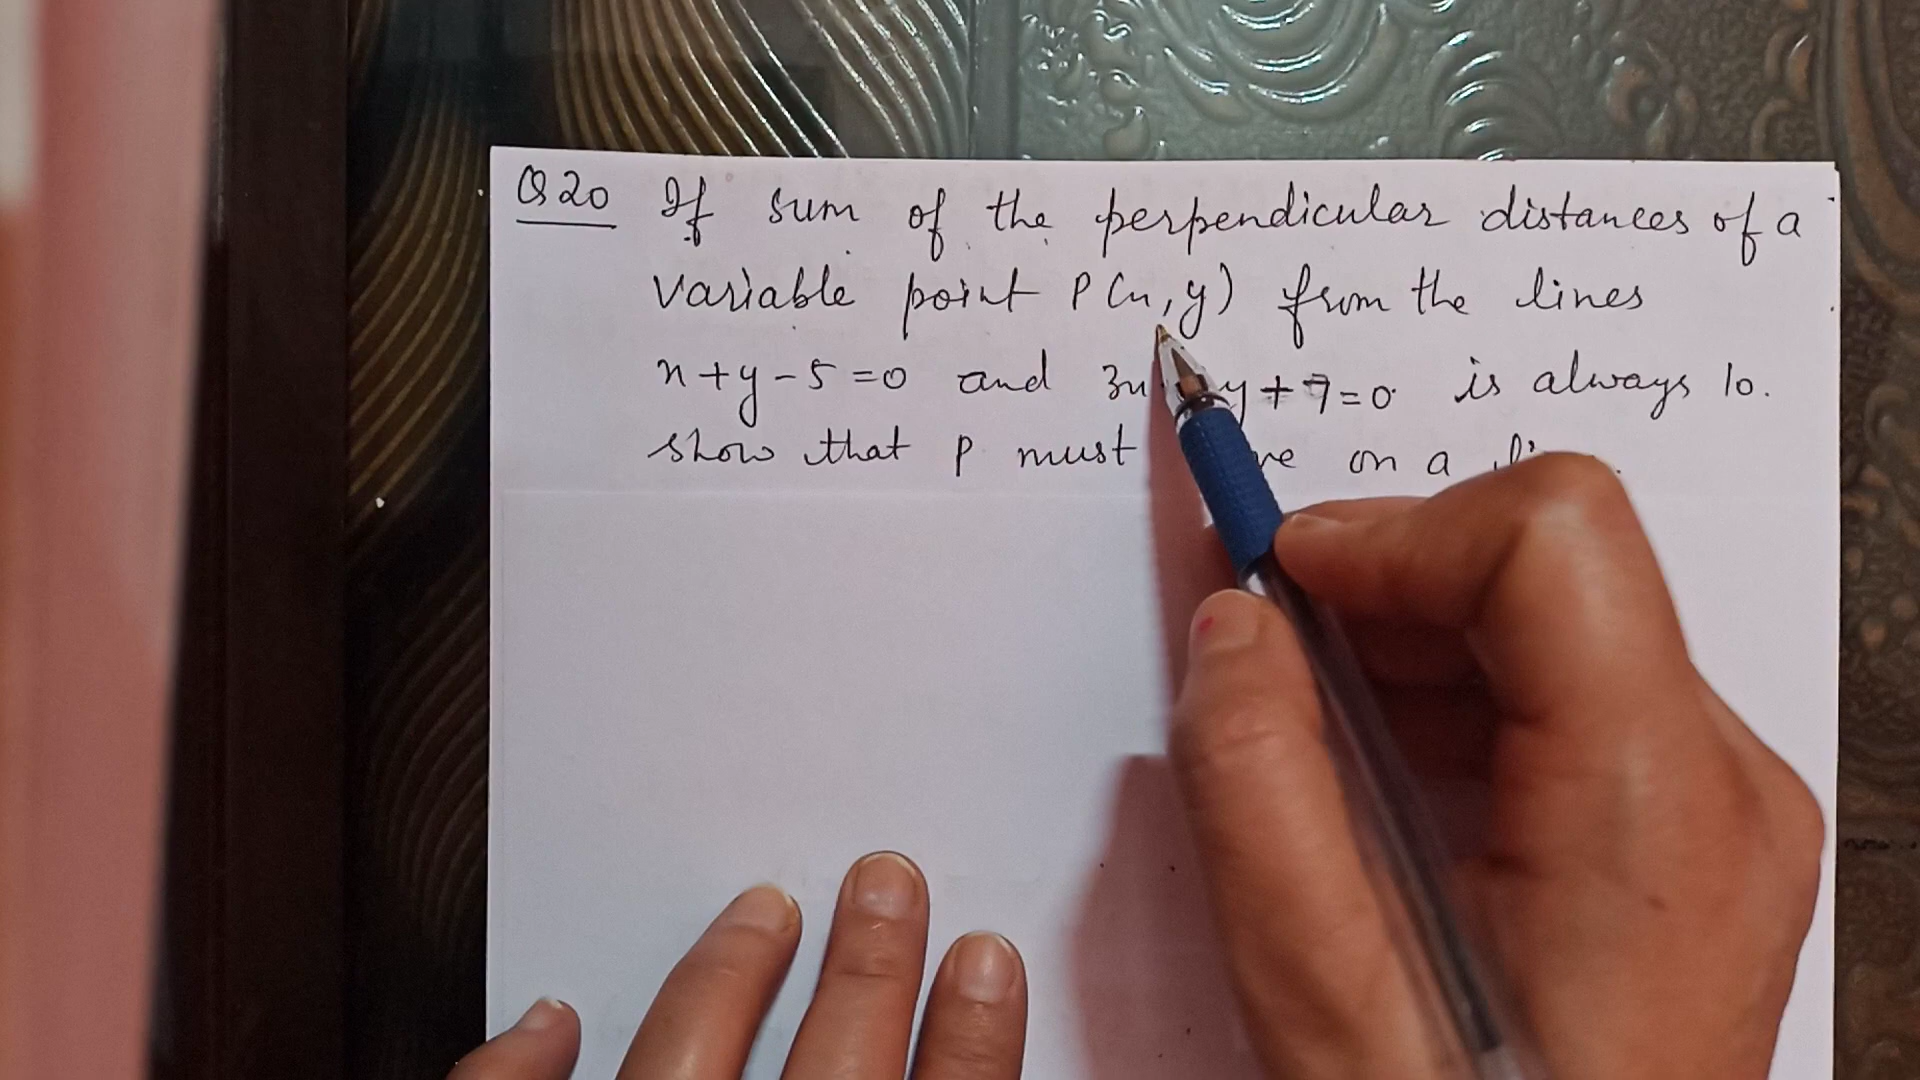 Q20 If sum of the perpendicular distances of a
variable point P(x,y) from the lines
x+y-5=0 and 3x y+7=0 is always 10.
show that P must on a